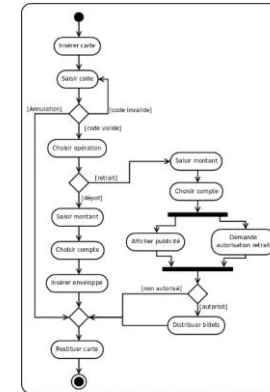 Insérer carte
Saisir code
[Annulation]
[code invalide]
[code valide]
Choisir opération
[retrait]
Saisir montant
[dépot]
Choisir compte
Saisir montant
Choisir compte
Afficher publicité
Demande
autorisation retrait
Insérer enveloppe
[non autorisé]
[autorisé]
Distribuer billets
Restituer carte